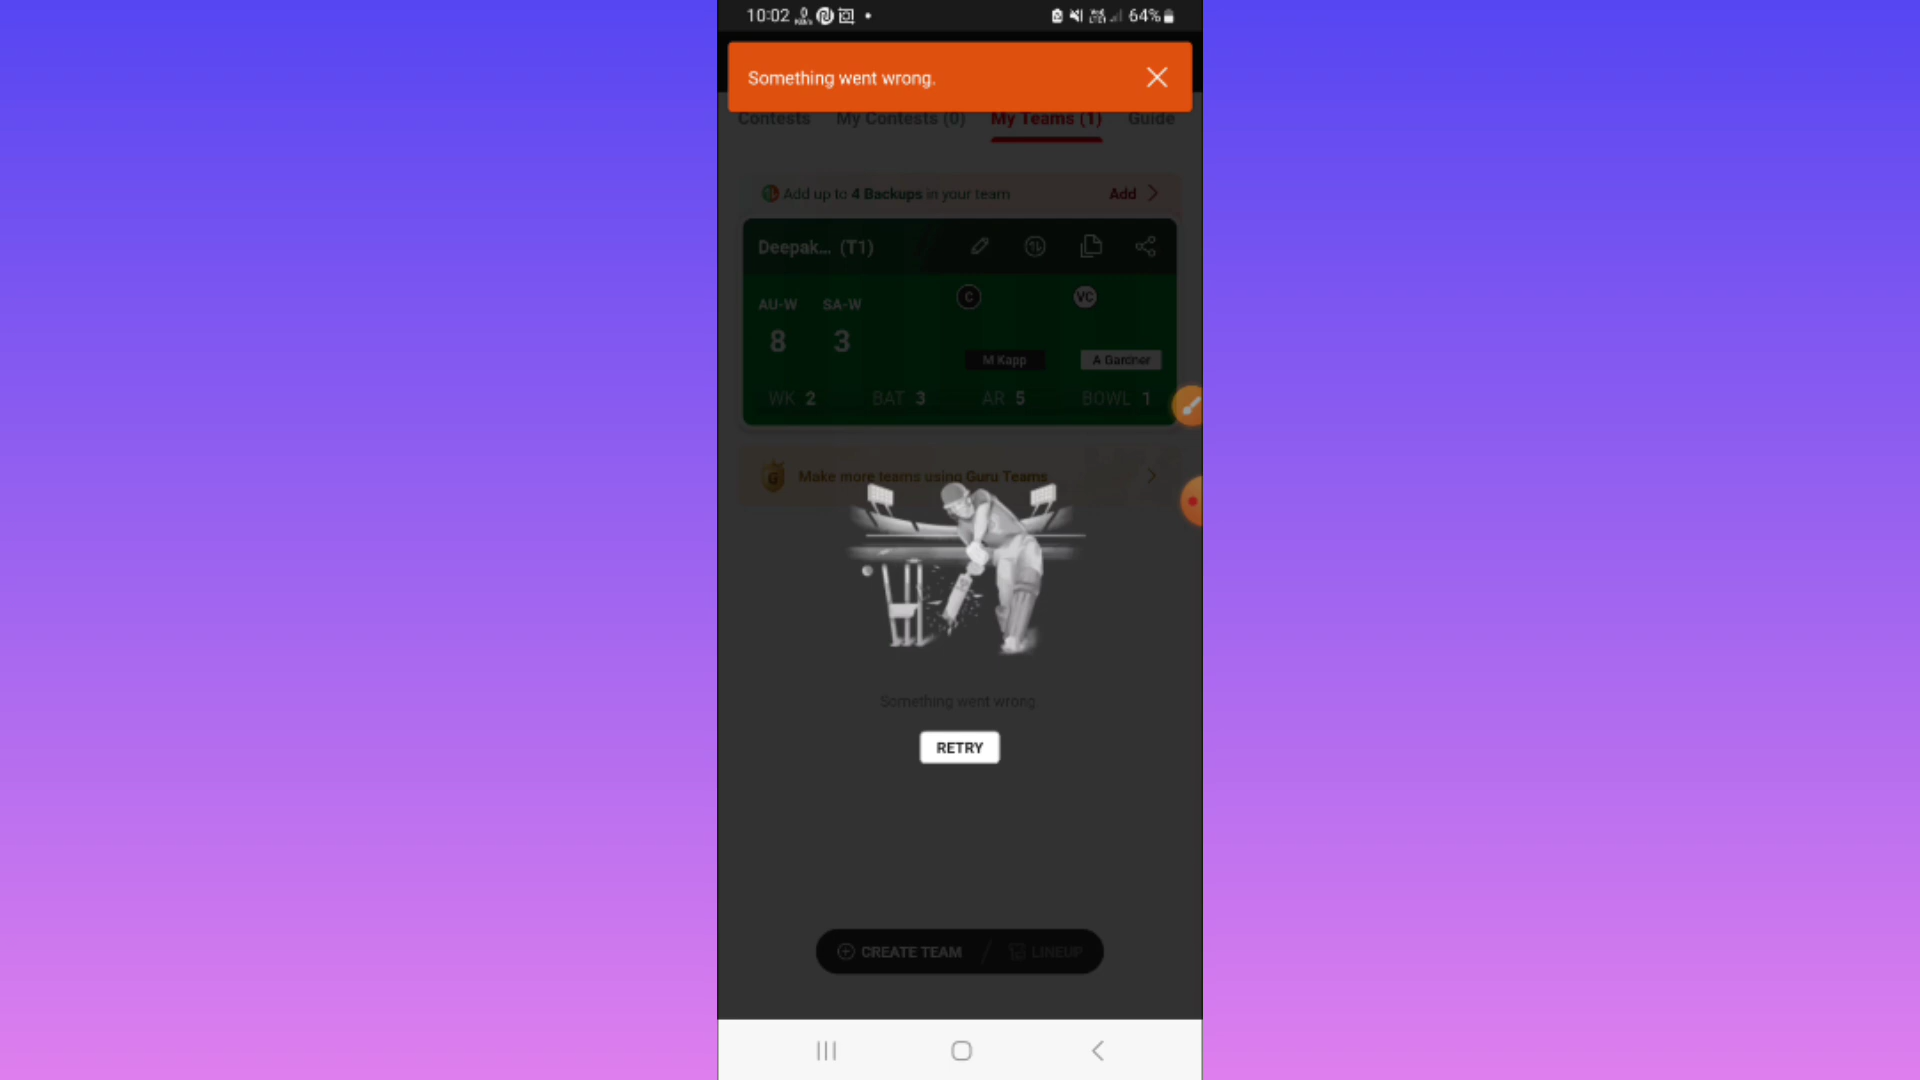 10:02 64%
Something went wrong.
Contests My Contests (0) My Teams (1) Guide
Add up to 4 Backups in your team Add
Deepak... (T1)
AU-W SA-W C VC
8 3
M Kapp A Gardner
WK 2 BAT 3 AR 5 BOWL 1
Make more teams using Guru Teams
Something went wrong
RETRY
CREATE TEAM / LINEUP